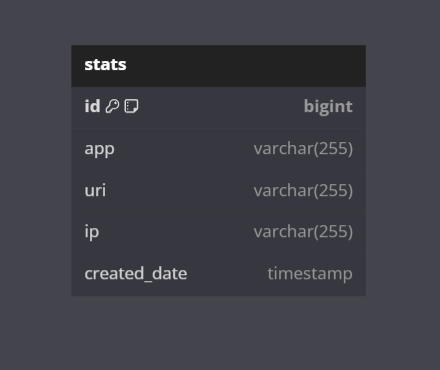 stats
id bigint
app varchar(255)
uri varchar(255)
ip varchar(255)
created_date timestamp